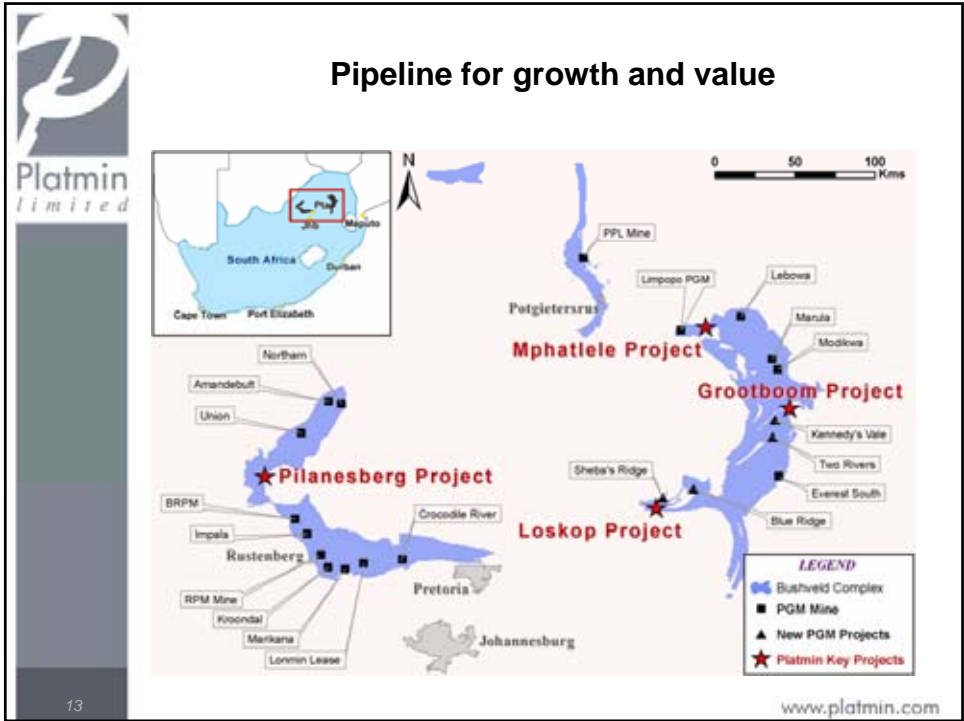 Platmin
limited
Pipeline for growth and value
N
0 50 100
Kms
Pta
Jhb
Maputo
South Africa
Durban
Cape Town
Port Elizabeth
PPL Mine
Limpopo PGM
Lebowa
Potgietersrus
Marula
Modikwa
Mphatlele Project
Northam
Grootboom Project
Amandebult
Union
Kennedy's Vale
Two Rivers
Pilanesberg Project
Sheba's Ridge
Everest South
BRPM
Crocodile River
Blue Ridge
Impala
Loskop Project
Rustenberg
Pretoria
RPM Mine
Kroondal
Marikana
Lonmin Lease
Johannesburg
LEGEND
Bushveld Complex
PGM Mine
New PGM Projects
Platmin Key Projects
13
www.platmin.com